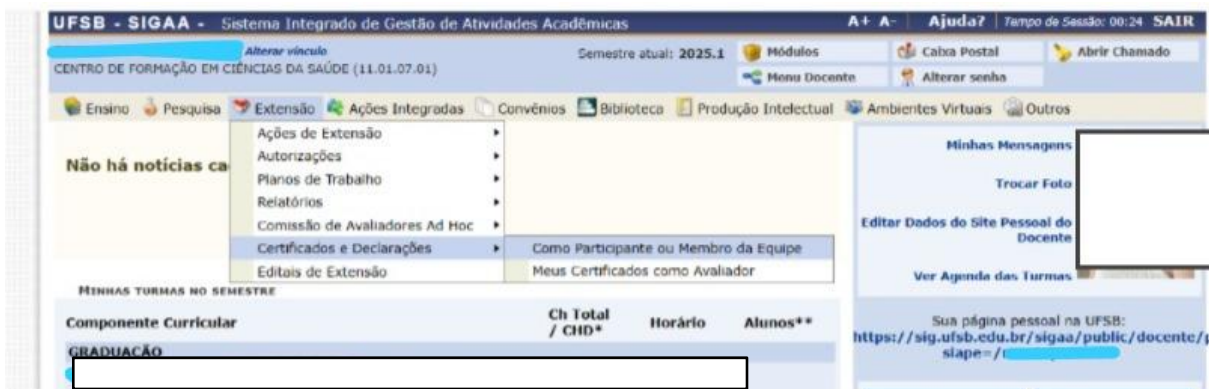 UFSB - SIGAA - Sistema Integrado de Gestão de Atividades Acadêmicas
A+ A- Ajuda? Tempo de Sessão: 00:24 SAIR
Alterar vínculo
CENTRO DE FORMAÇÃO EM CIÊNCIAS DA SAÚDE (11.01.07.01)
Semestre atual: 2025.1
Módulos
Caixa Postal
Abrir Chamado
Menu Docente
Alterar senha
Ensino Pesquisa Extensão Ações Integradas Convênios Biblioteca Produção Intelectual Ambientes Virtuais Outros
Não há notícias ca
Ações de Extensão
Autorizações
Planos de Trabalho
Relatórios
Comissão de Avaliadores Ad Hoc
Certificados e Declarações
Editais de Extensão
Como Participante ou Membro da Equipe
Meus Certificados como Avaliador
Minhas Mensagens
Trocar Foto
Editar Dados do Site Pessoal do
Docente
Ver Agenda das Turmas
MINHAS TURMAS NO SEMESTRE
Componente Curricular
Ch Total
/ CHD*
Horário
Alunos**
GRADUAÇÃO
Sua página pessoal na UFSB:
https://sig.ufsb.edu.br/sigaa/public/docente/p
siape=/